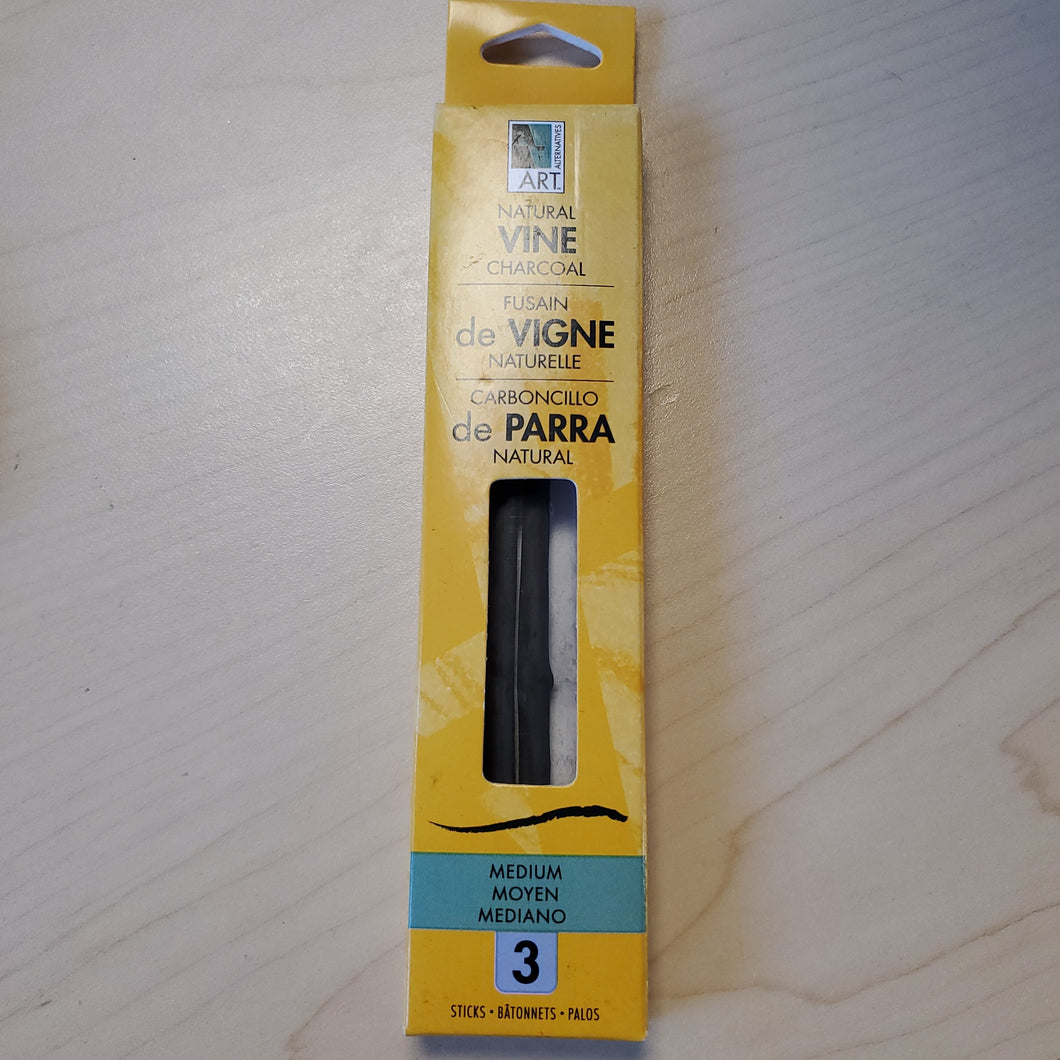 ART
ALTERNATIVES
NATURAL
VINE
CHARCOAL
FUSAIN
de VIGNE
NATURELLE
CARBONCILLO
de PARRA
NATURAL
MEDIUM
MOYEN
MEDIANO
3
STICKS • BÂTONNETS • PALOS